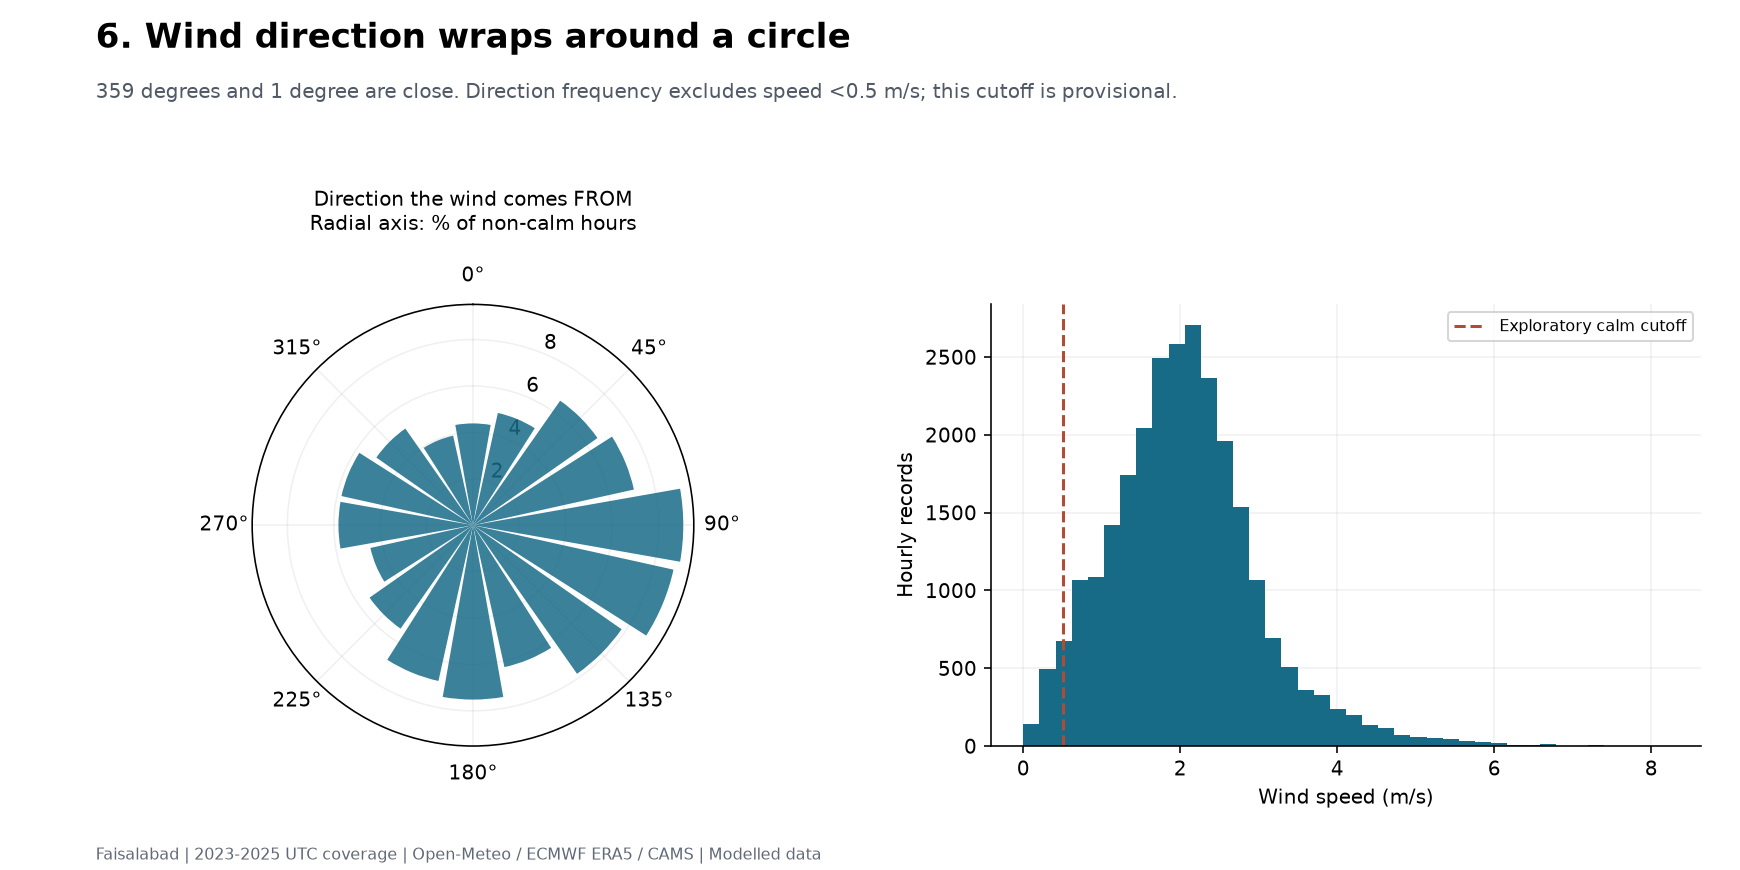 6. Wind direction wraps around a circle
359 degrees and 1 degree are close. Direction frequency excludes speed <0.5 m/s; this cutoff is provisional.
Direction the wind comes FROM
Radial axis: % of non-calm hours
0°
315°
45°
8
6
4
2
270°
90°
225°
135°
180°
Exploratory calm cutoff
Hourly records
2500
2000
1500
1000
500
0
0 2 4 6 8
Wind speed (m/s)
Faisalabad | 2023-2025 UTC coverage | Open-Meteo / ECMWF ERA5 / CAMS | Modelled data